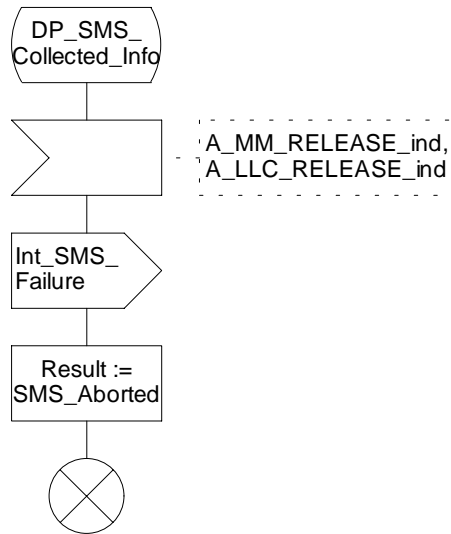 DP_SMS_
Collected_Info
A_MM_RELEASE_ind,
A_LLC_RELEASE_ind
Int_SMS_
Failure
Result :=
SMS_Aborted